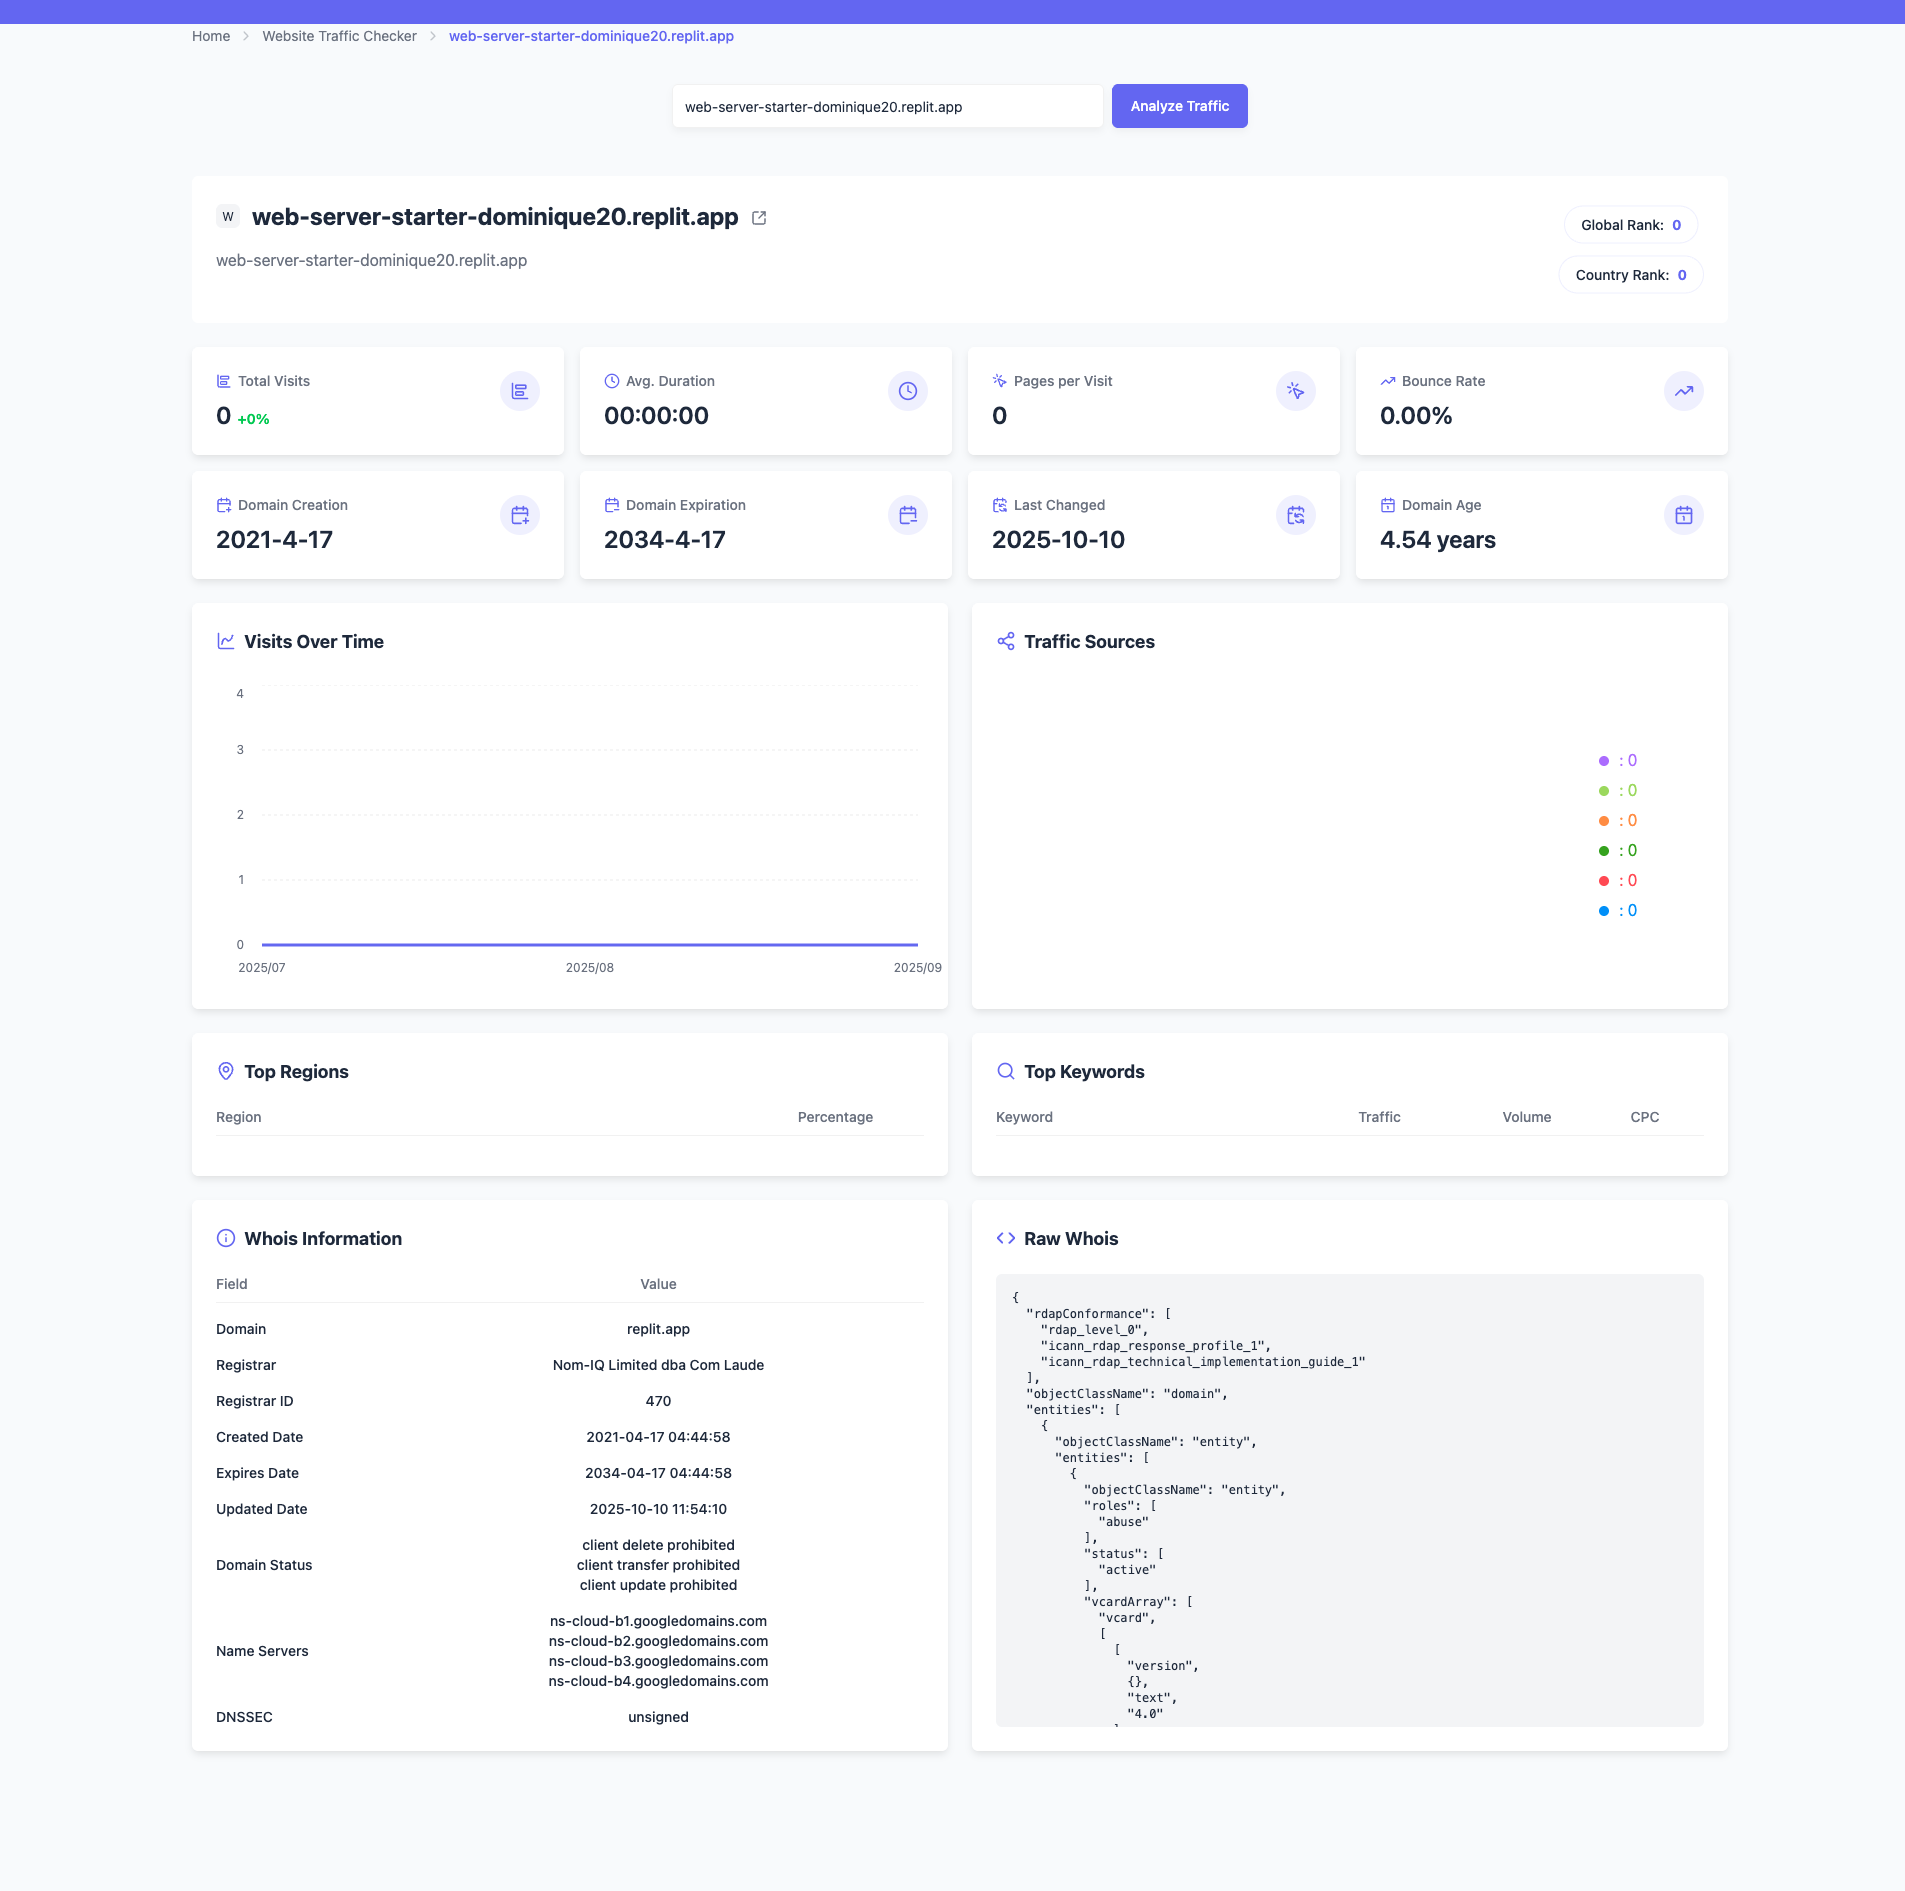 Home > Website Traffic Checker > web-server-starter-dominique20.replit.app
web-server-starter-dominique20.replit.app
Analyze Traffic
W web-server-starter-dominique20.replit.app
web-server-starter-dominique20.replit.app
Global Rank: 0
Country Rank: 0
Total Visits
0 +0%
Avg. Duration
00:00:00
Pages per Visit
0
Bounce Rate
0.00%
Domain Creation
2021-4-17
Domain Expiration
2034-4-17
Last Changed
2025-10-10
Domain Age
4.54 years
Visits Over Time
4
3
2
1
0
2025/07 2025/08 2025/09
Traffic Sources
: 0
: 0
: 0
: 0
: 0
: 0
Top Regions
Region Percentage
Top Keywords
Keyword Traffic Volume CPC
Whois Information
Field Value
Domain replit.app
Registrar Nom-IQ Limited dba Com Laude
Registrar ID 470
Created Date 2021-04-17 04:44:58
Expires Date 2034-04-17 04:44:58
Updated Date 2025-10-10 11:54:10
Domain Status
client delete prohibited
client transfer prohibited
client update prohibited
Name Servers
ns-cloud-b1.googledomains.com
ns-cloud-b2.googledomains.com
ns-cloud-b3.googledomains.com
ns-cloud-b4.googledomains.com
DNSSEC unsigned
Raw Whois
{
"rdapConformance": [
"rdap_level_0",
"icann_rdap_response_profile_1",
"icann_rdap_technical_implementation_guide_1"
],
"objectClassName": "domain",
"entities": [
{
"objectClassName": "entity",
"entities": [
{
"objectClassName": "entity",
"roles": [
"abuse"
],
"status": [
"active"
],
"vcardArray": [
"vcard",
[
[
"version",
{},
"text",
"4.0"